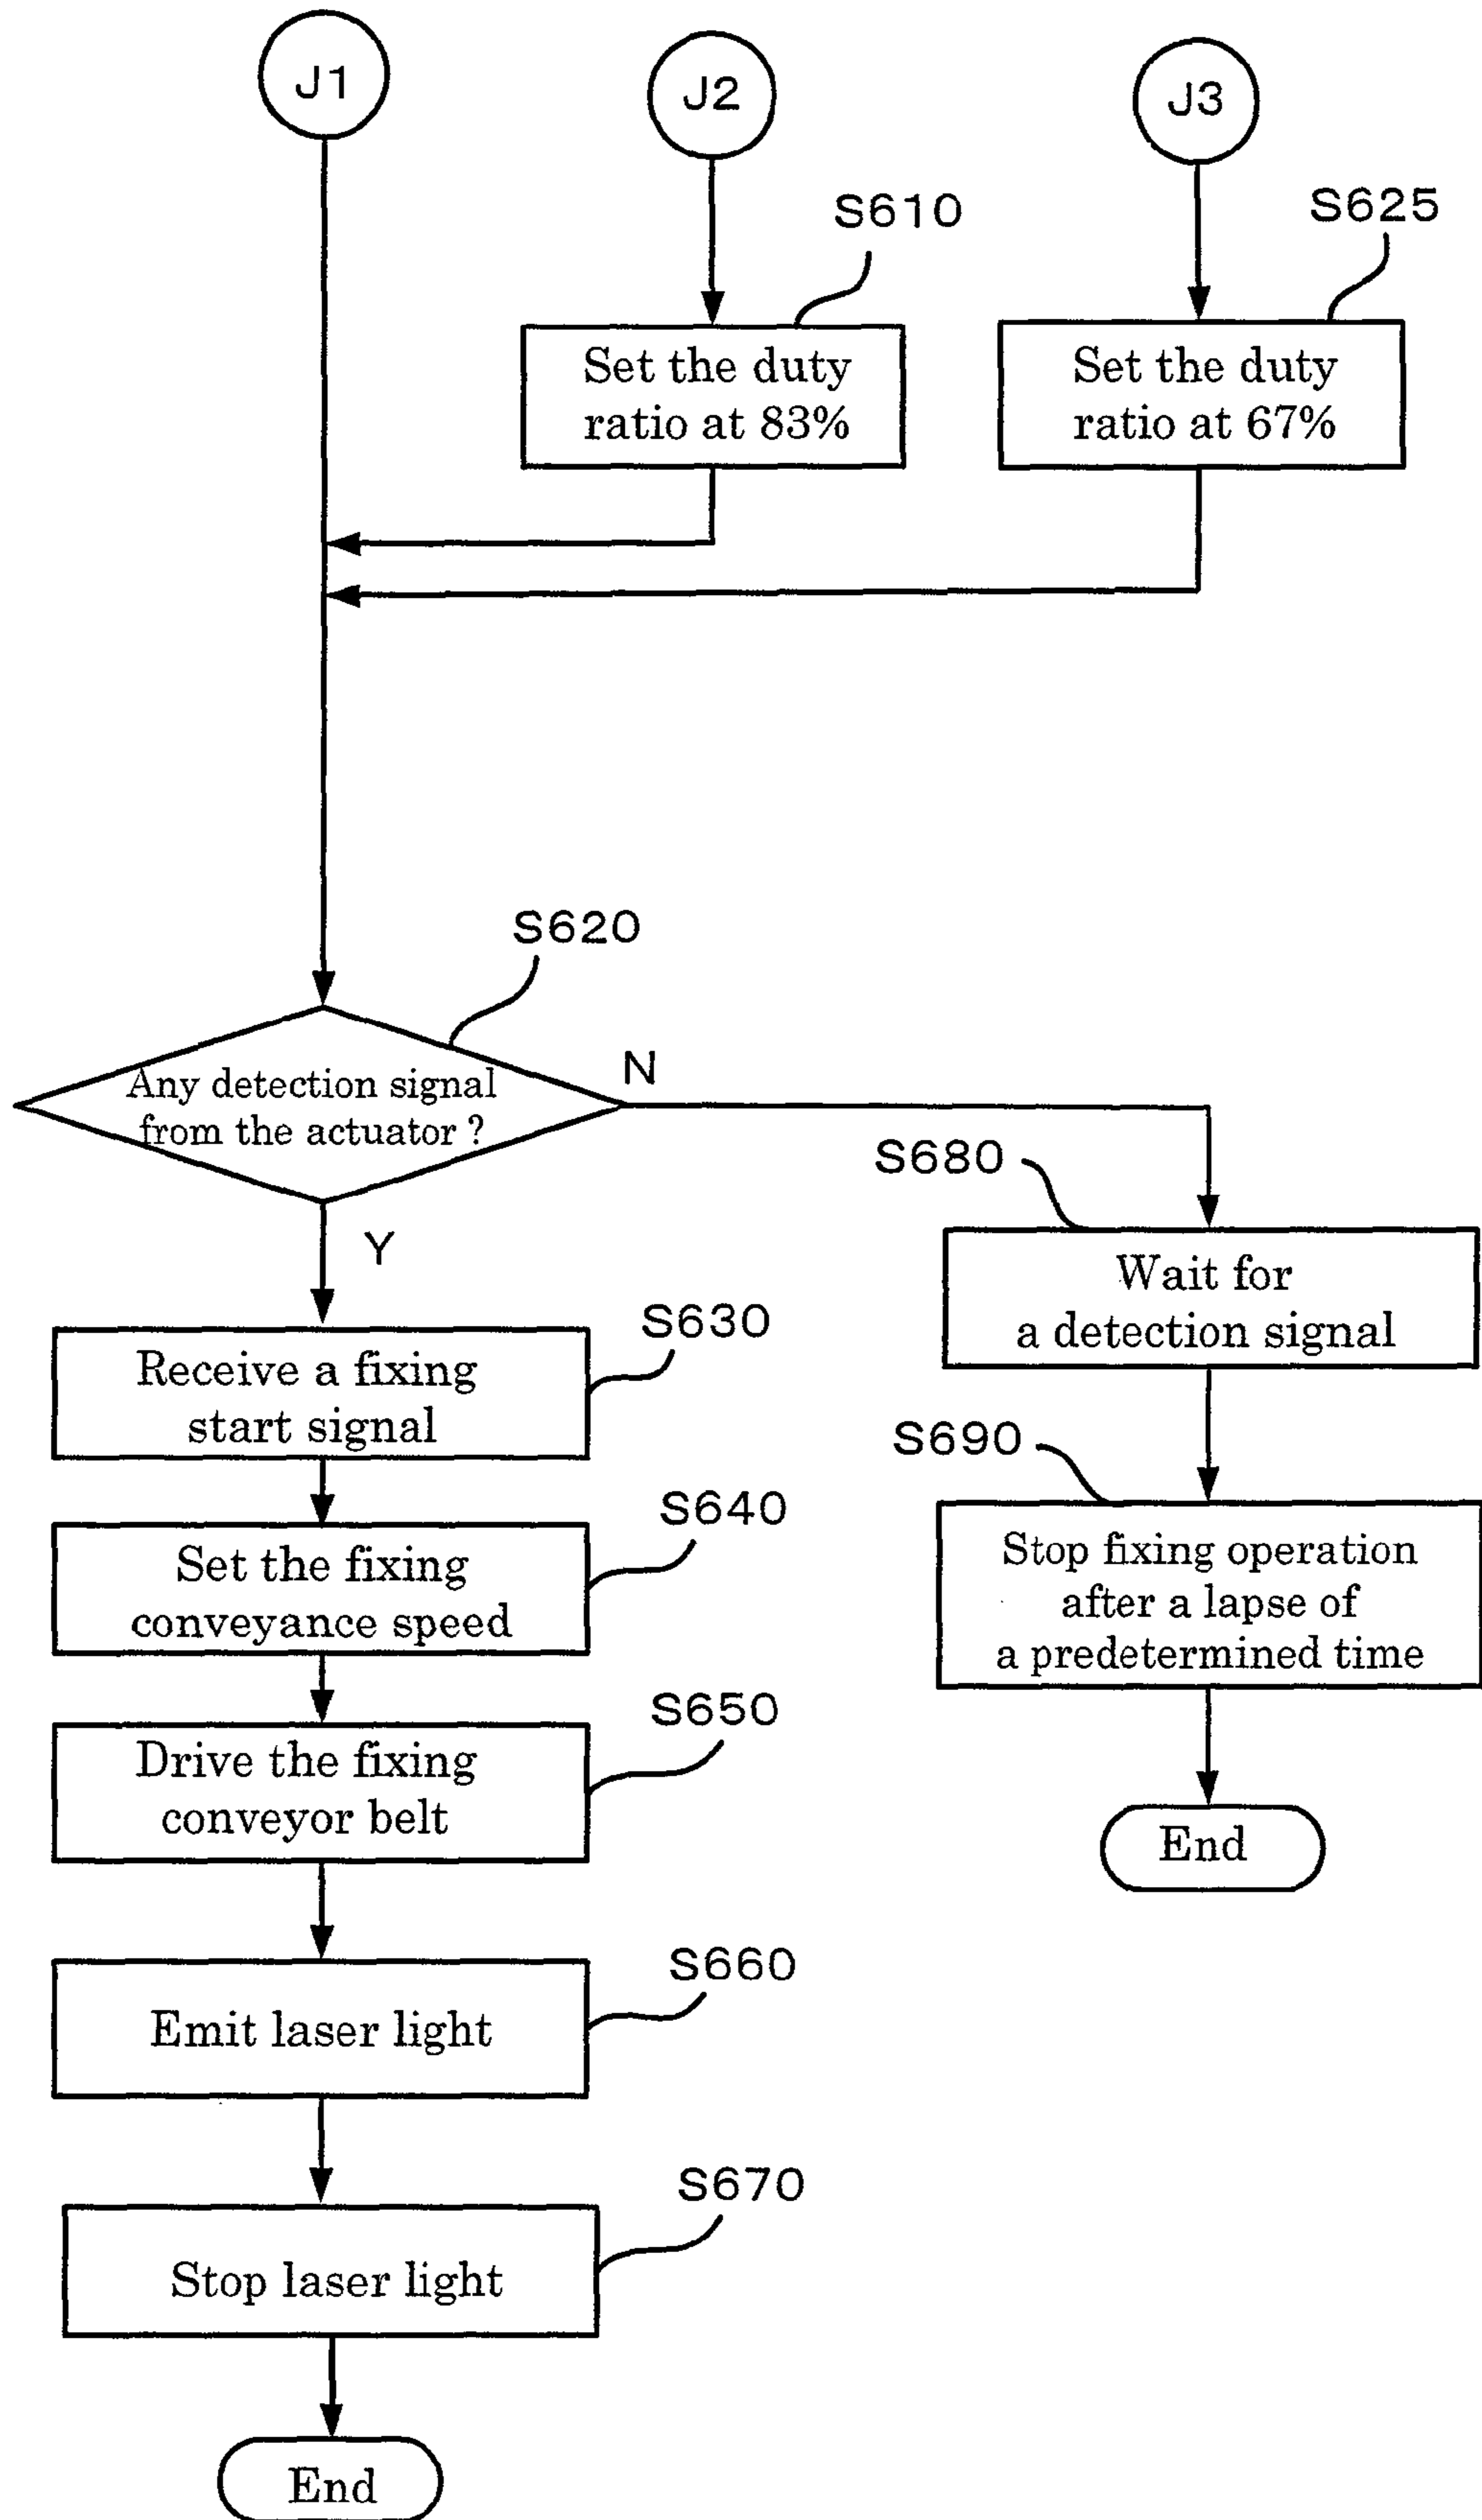 J1
J2
J3
S610
S625
Set the duty
ratio at 83%
Set the duty
ratio at 67%
S620
Any detection signal
from the actuator ?
N
Y
S680
Wait for
a detection signal
S630
Receive a fixing
start signal
S690
Stop fixing operation
after a lapse of
a predetermined time
S640
Set the fixing
conveyance speed
S650
Drive the fixing
conveyor belt
End
S660
Emit laser light
S670
Stop laser light
End